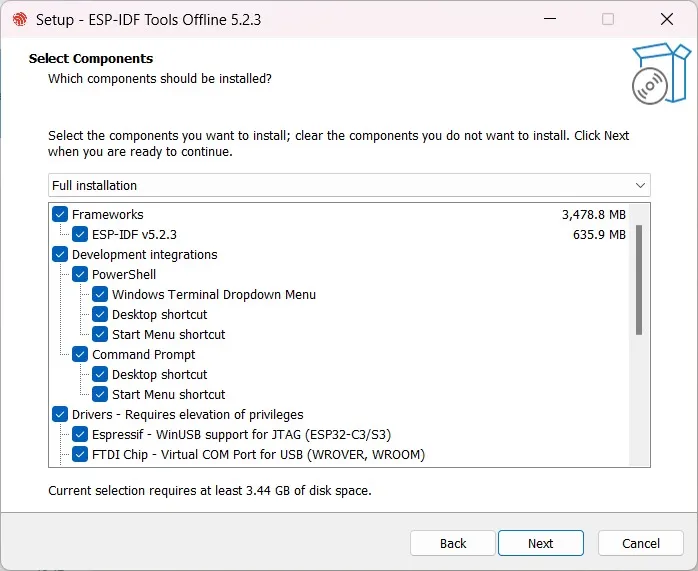 Setup - ESP-IDF Tools Offline 5.2.3
Select Components
Which components should be installed?
Select the components you want to install; clear the components you do not want to install. Click Next
when you are ready to continue.
Full installation
Frameworks 3,478.8 MB
ESP-IDF v5.2.3 635.9 MB
Development integrations
PowerShell
Windows Terminal Dropdown Menu
Desktop shortcut
Start Menu shortcut
Command Prompt
Desktop shortcut
Start Menu shortcut
Drivers - Requires elevation of privileges
Espressif - WinUSB support for JTAG (ESP32-C3/S3)
FTDI Chip - Virtual COM Port for USB (WROVER, WROOM)
Current selection requires at least 3.44 GB of disk space.
Back Next Cancel